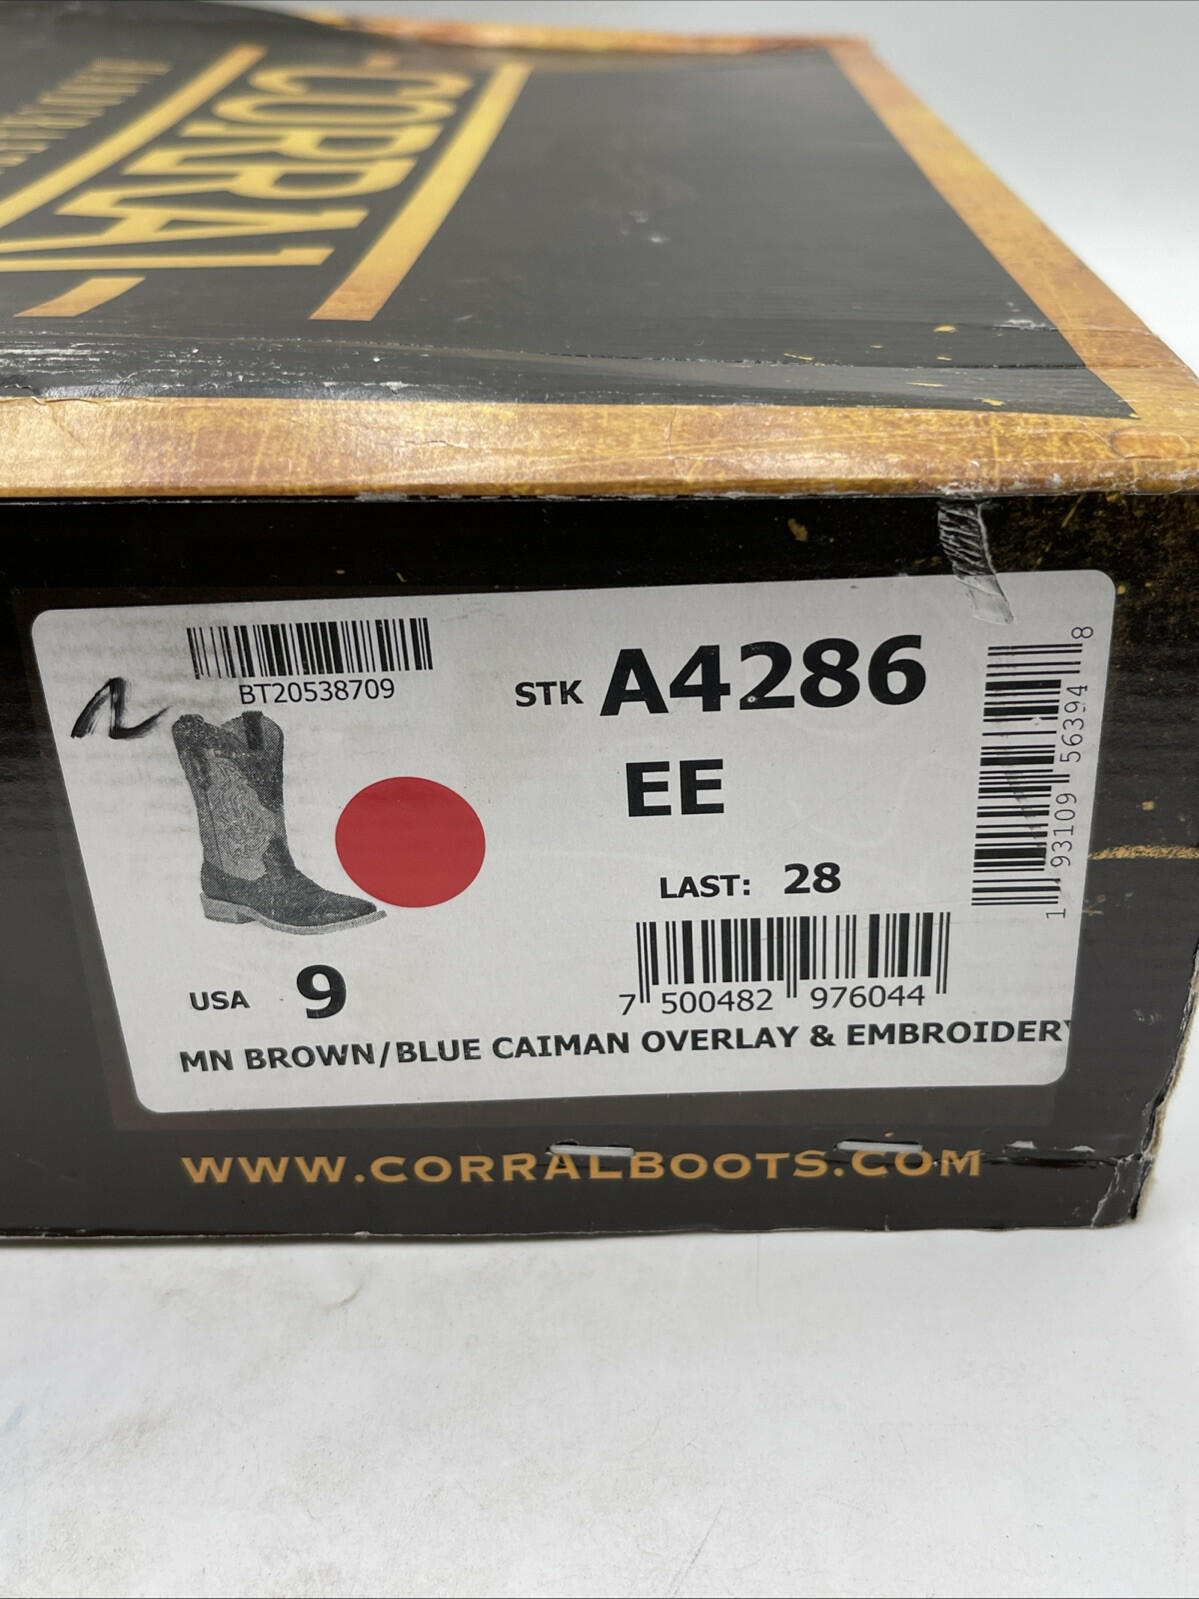 CORRAL
BT20538709
STK A4286
EE
LAST: 28
7 500482 976044
1 93109 56394 8
USA 9
MN BROWN/BLUE CAIMAN OVERLAY & EMBROIDERY
WWW.CORRALBOOTS.COM